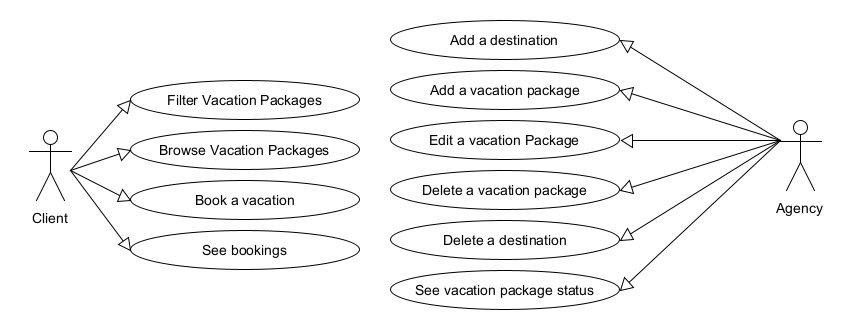 Filter Vacation Packages
Browse Vacation Packages
Book a vacation
See bookings
Client
Add a destination
Add a vacation package
Edit a vacation Package
Delete a vacation package
Delete a destination
See vacation package status
Agency